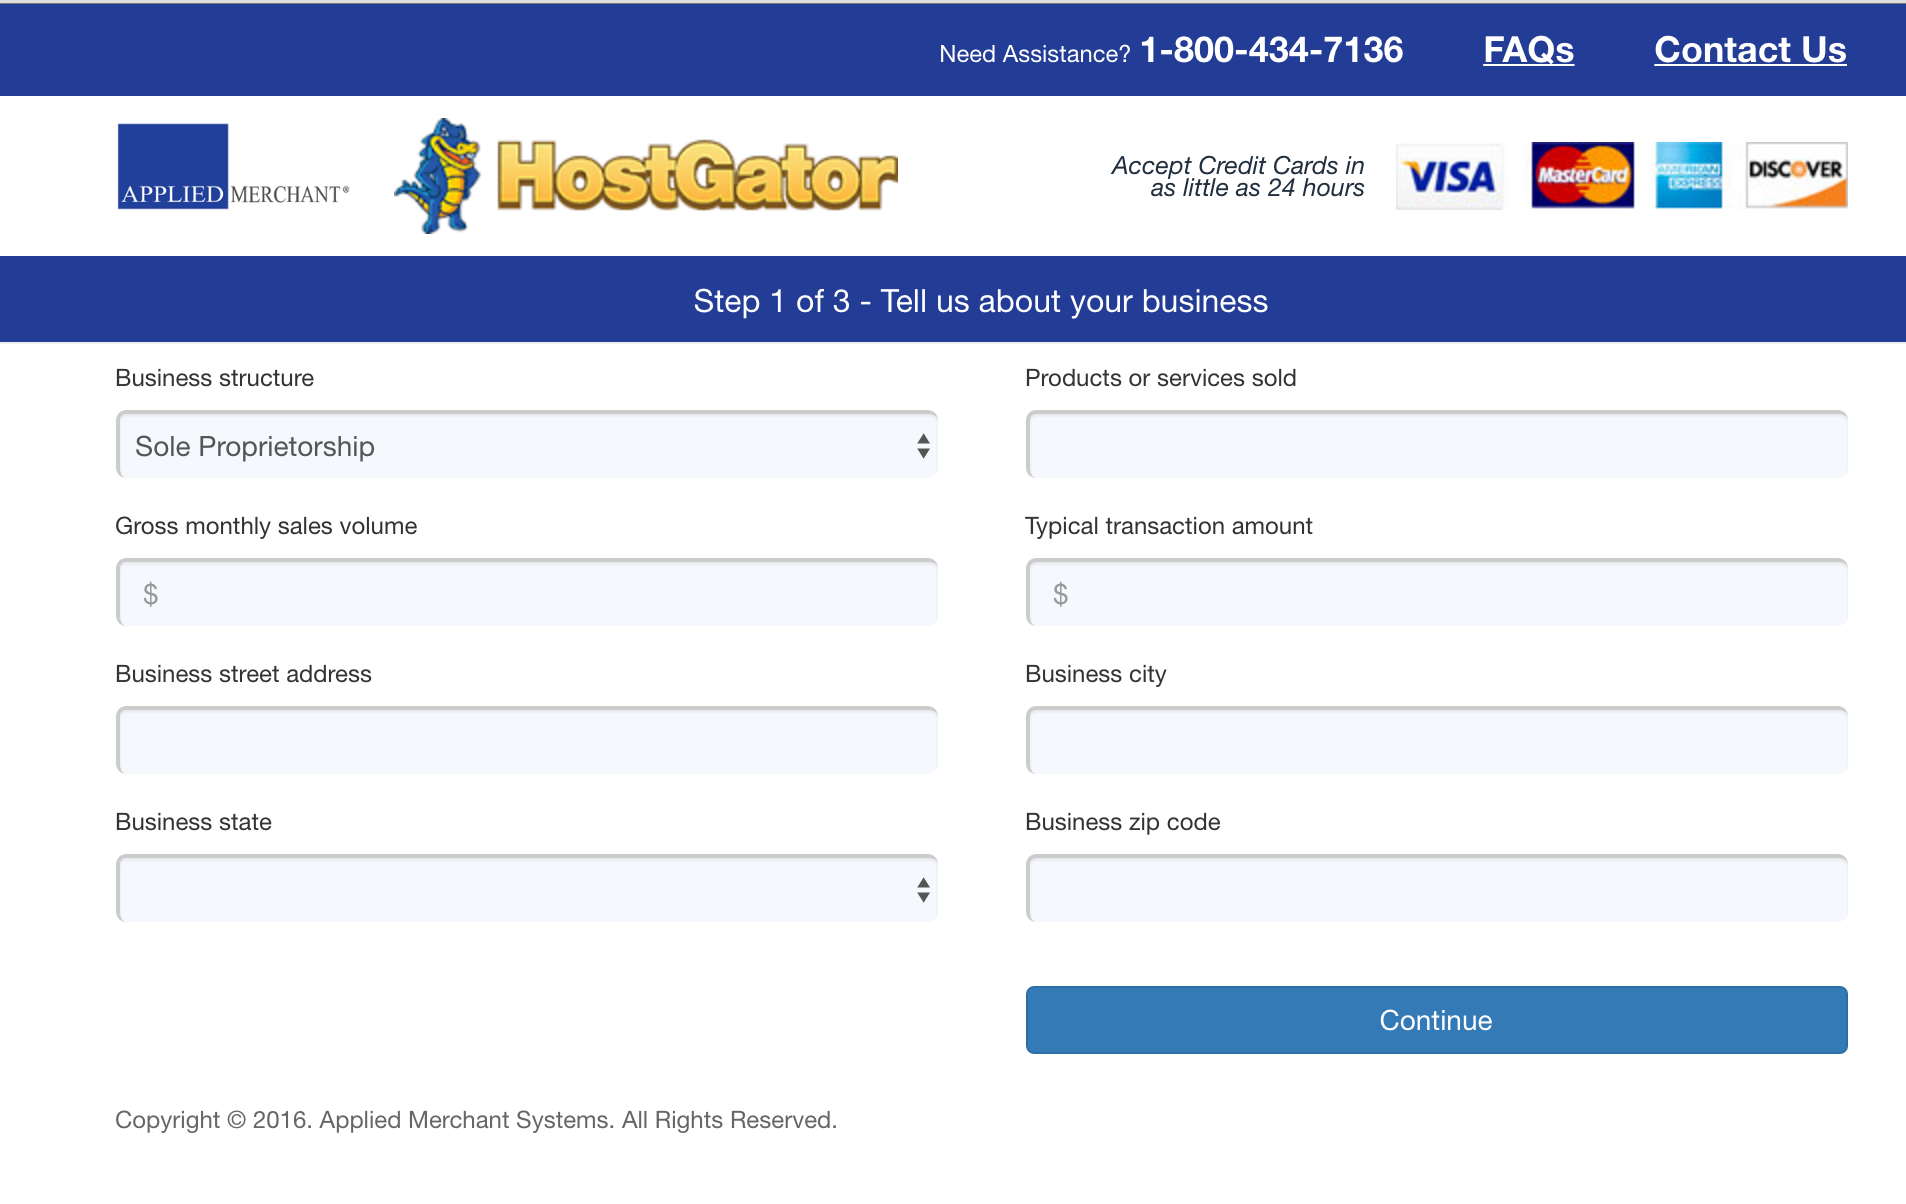 Need Assistance? 1-800-434-7136 FAQs Contact Us
APPLIED MERCHANT®
HostGator
Accept Credit Cards in
as little as 24 hours
VISA
MasterCard
AMERICAN
EXPRESS
DISCOVER
Step 1 of 3 - Tell us about your business
Business structure
Products or services sold
Sole Proprietorship
Gross monthly sales volume
Typical transaction amount
$
$
Business street address
Business city
Business state
Business zip code
Continue
Copyright © 2016. Applied Merchant Systems. All Rights Reserved.